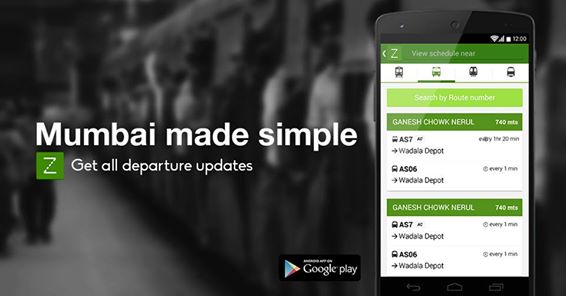 Mumbai made simple
Z Get all departure updates
ANDROID APP ON
Google play
12:00
Z View schedule near
Search by Route number
GANESH CHOWK NERUL 740 mts
AS7 AC every 1hr 20 min
→ Wadala Depot
AS06 every 1 min
→ Wadala Depot
GANESH CHOWK NERUL 740 mts
AS7 AC every 1 min
→ Wadala Depot
AS06 every 1 min
→ Wadala Depot